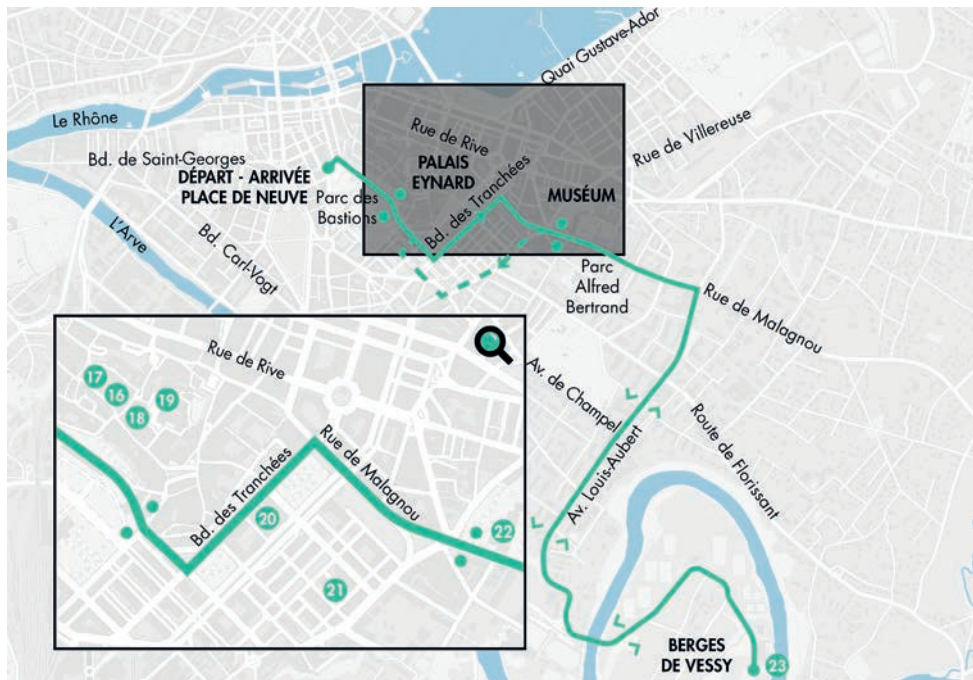 Quai Gustave-Ador
Le Rhône
Rue de Rive
Rue de Villereuse
Bd. de Saint-Georges
DÉPART - ARRIVÉE
PLACE DE NEUVE
PALAIS
EYNARD
MUSÉUM
Parc des
Bastions
Bd. des Tranchées
L'Arve
Bd. Carl-Vogt
Parc
Alfred
Bertrand
Rue de Malagnou
Rue de Rive
Av. de Champel
17
16
18
19
Rue de Malagnou
Bd. des Tranchées
20
21
22
Av. Louis-Aubert
Route de Florissant
BERGES
DE VESSY
23